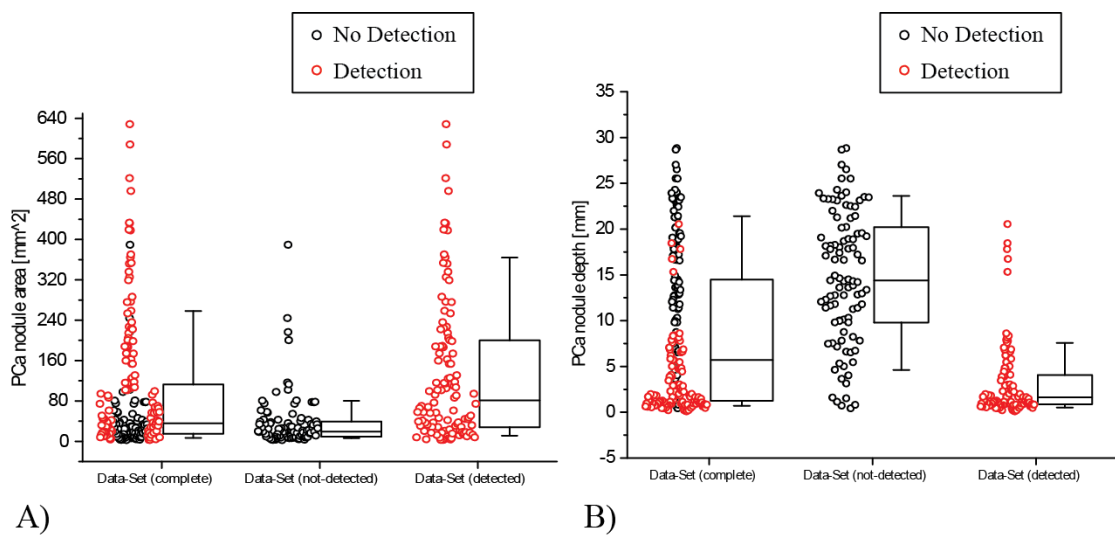 No Detection
Detection
640
560
480
400
320
240
160
80
0
PCa nodule area [mm^2]
Data-Set (complete)
Data-Set (not-detected)
Data-Set (detected)
A)
No Detection
Detection
35
30
25
20
15
10
5
0
-5
PCa nodule depth [mm]
Data-Set (complete)
Data-Set (not-detected)
Data-Set (detected)
B)